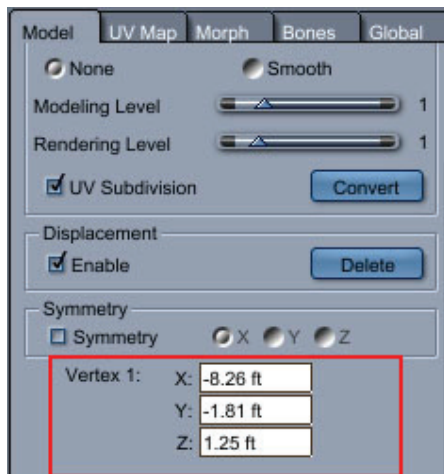 Model UV Map Morph Bones Global
None Smooth
Modeling Level 1
Rendering Level 1
UV Subdivision Convert
Displacement
Enable Delete
Symmetry
Symmetry X Y Z
Vertex 1: X: -8.26 ft
Y: -1.81 ft
Z: 1.25 ft